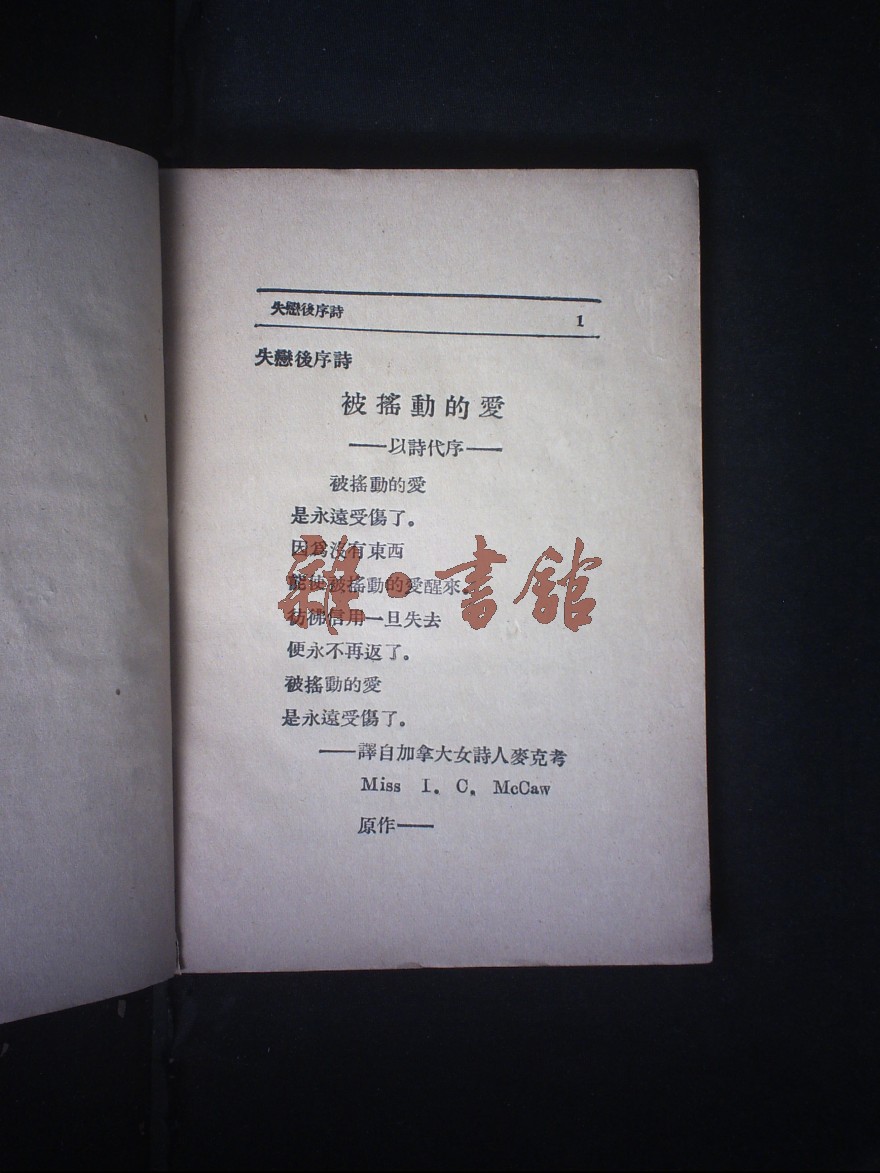 失戀後序詩
1
失戀後序詩
被搖動的愛
——以詩代序——
被搖動的愛
是永遠受傷了。
因爲沒有東西
能使被搖動的愛醒來
彷彿信用一旦失去
便永不再返了。
被搖動的愛
是永遠受傷了。
——譯自加拿大女詩人麥克考
Miss I. C. McCaw
原作——
雜·書館